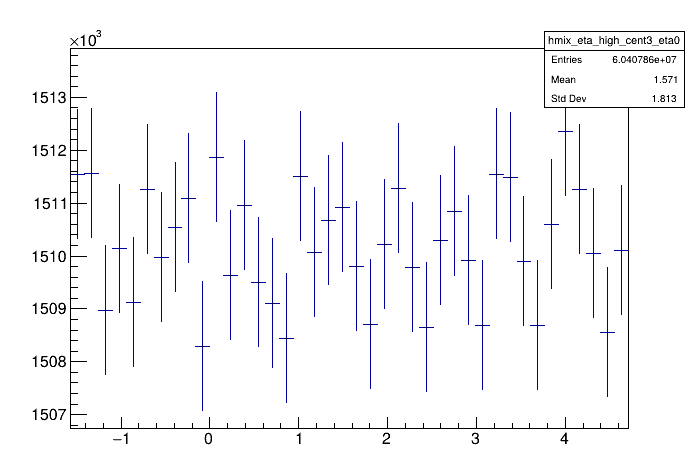 ×10³
hmix_eta_high_cent3_eta0
Entries 6.040786e+07
Mean 1.571
Std Dev 1.813
1513
1512
1511
1510
1509
1508
1507
−1 0 1 2 3 4